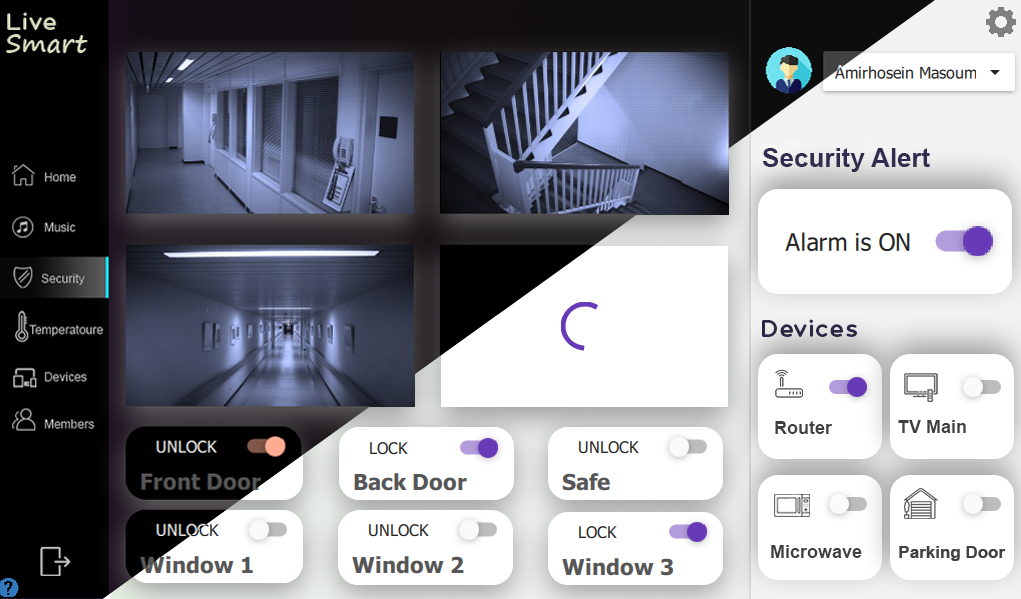 Live
Smart
Home
Music
Security
Temperatoure
Devices
Members
?
Amirhosein Masoum
Security Alert
Alarm is ON
Devices
Router
TV Main
Microwave
Parking Door
UNLOCK
Front Door
LOCK
Back Door
UNLOCK
Safe
UNLOCK
Window 1
UNLOCK
Window 2
LOCK
Window 3